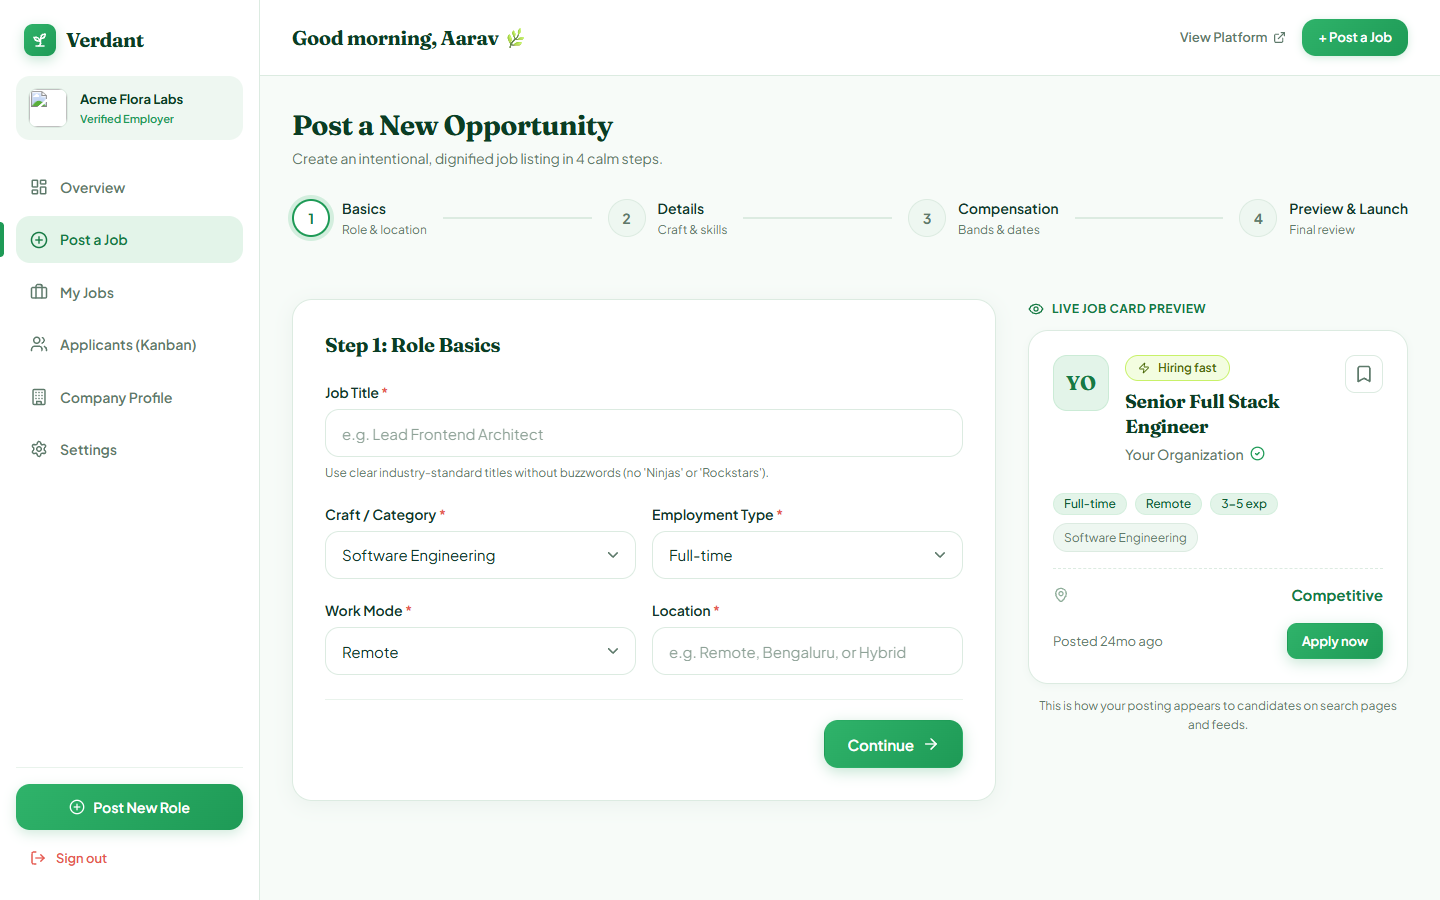 Verdant
Acme Flora Labs
Verified Employer
Overview
Post a Job
My Jobs
Applicants (Kanban)
Company Profile
Settings
Post New Role
Sign out
Good morning, Aarav 🌿
View Platform
+ Post a Job
Post a New Opportunity
Create an intentional, dignified job listing in 4 calm steps.
1
Basics
Role & location
2
Details
Craft & skills
3
Compensation
Bands & dates
4
Preview & Launch
Final review
Step 1: Role Basics
Job Title *
e.g. Lead Frontend Architect
Use clear industry-standard titles without buzzwords (no 'Ninjas' or 'Rockstars').
Craft / Category *
Software Engineering
Employment Type *
Full-time
Work Mode *
Remote
Location *
e.g. Remote, Bengaluru, or Hybrid
Continue
LIVE JOB CARD PREVIEW
YO
Hiring fast
Senior Full Stack
Engineer
Your Organization
Full-time
Remote
3–5 exp
Software Engineering
Competitive
Posted 24mo ago
Apply now
This is how your posting appears to candidates on search pages
and feeds.